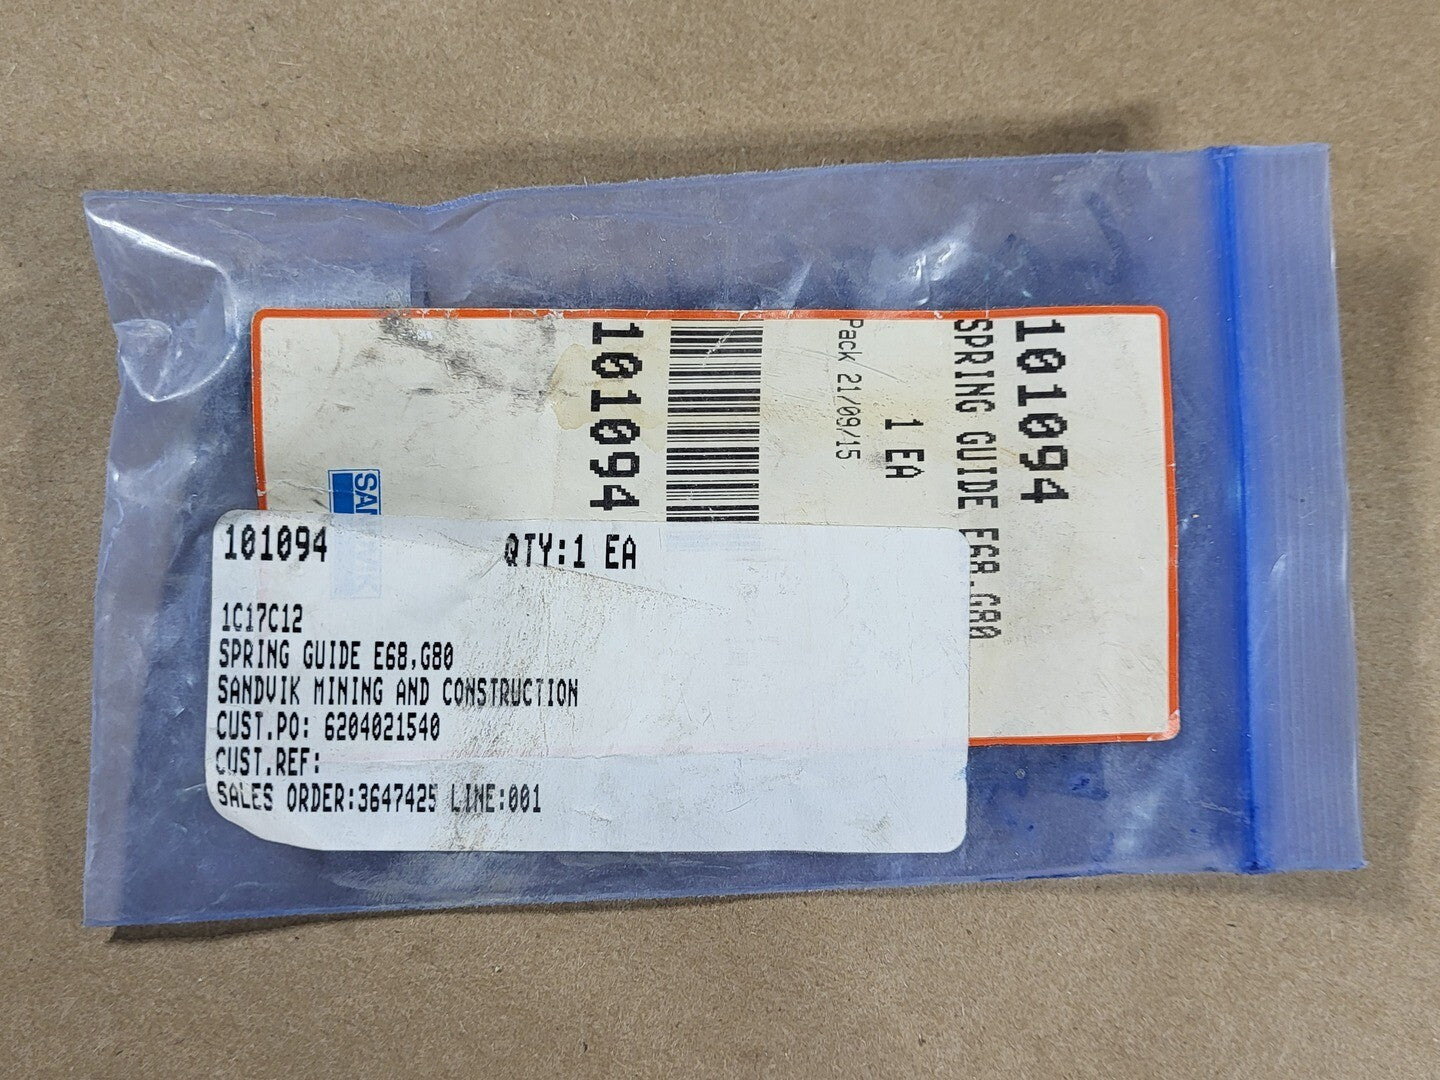 101094
SPRING GUIDE E68,G80
1 EA
Pack 21/09/15
101094
101094 QTY:1 EA
1C17C12
SPRING GUIDE E68,G80
SANDVIK MINING AND CONSTRUCTION
CUST.PO: 6204021540
CUST.REF:
SALES ORDER:3647425 LINE:001